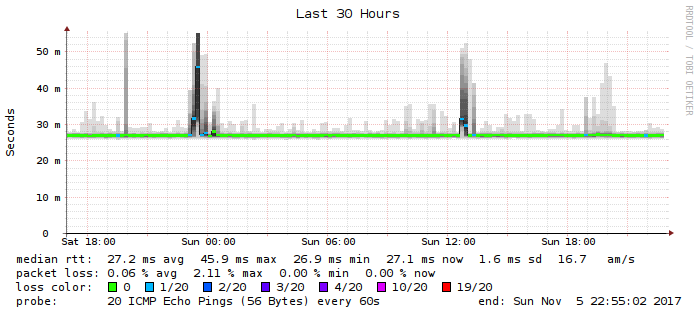 Last 30 Hours
RRDTOOL / TOBI OETIKER
Seconds
50 m
40 m
30 m
20 m
10 m
0
Sat 18:00 Sun 00:00 Sun 06:00 Sun 12:00 Sun 18:00
median rtt: 27.2 ms avg 45.9 ms max 26.9 ms min 27.1 ms now 1.6 ms sd 16.7 am/s
packet loss: 0.06 % avg 2.11 % max 0.00 % min 0.00 % now
loss color: 0 1/20 2/20 3/20 4/20 10/20 19/20
probe: 20 ICMP Echo Pings (56 Bytes) every 60s end: Sun Nov 5 22:55:02 2017